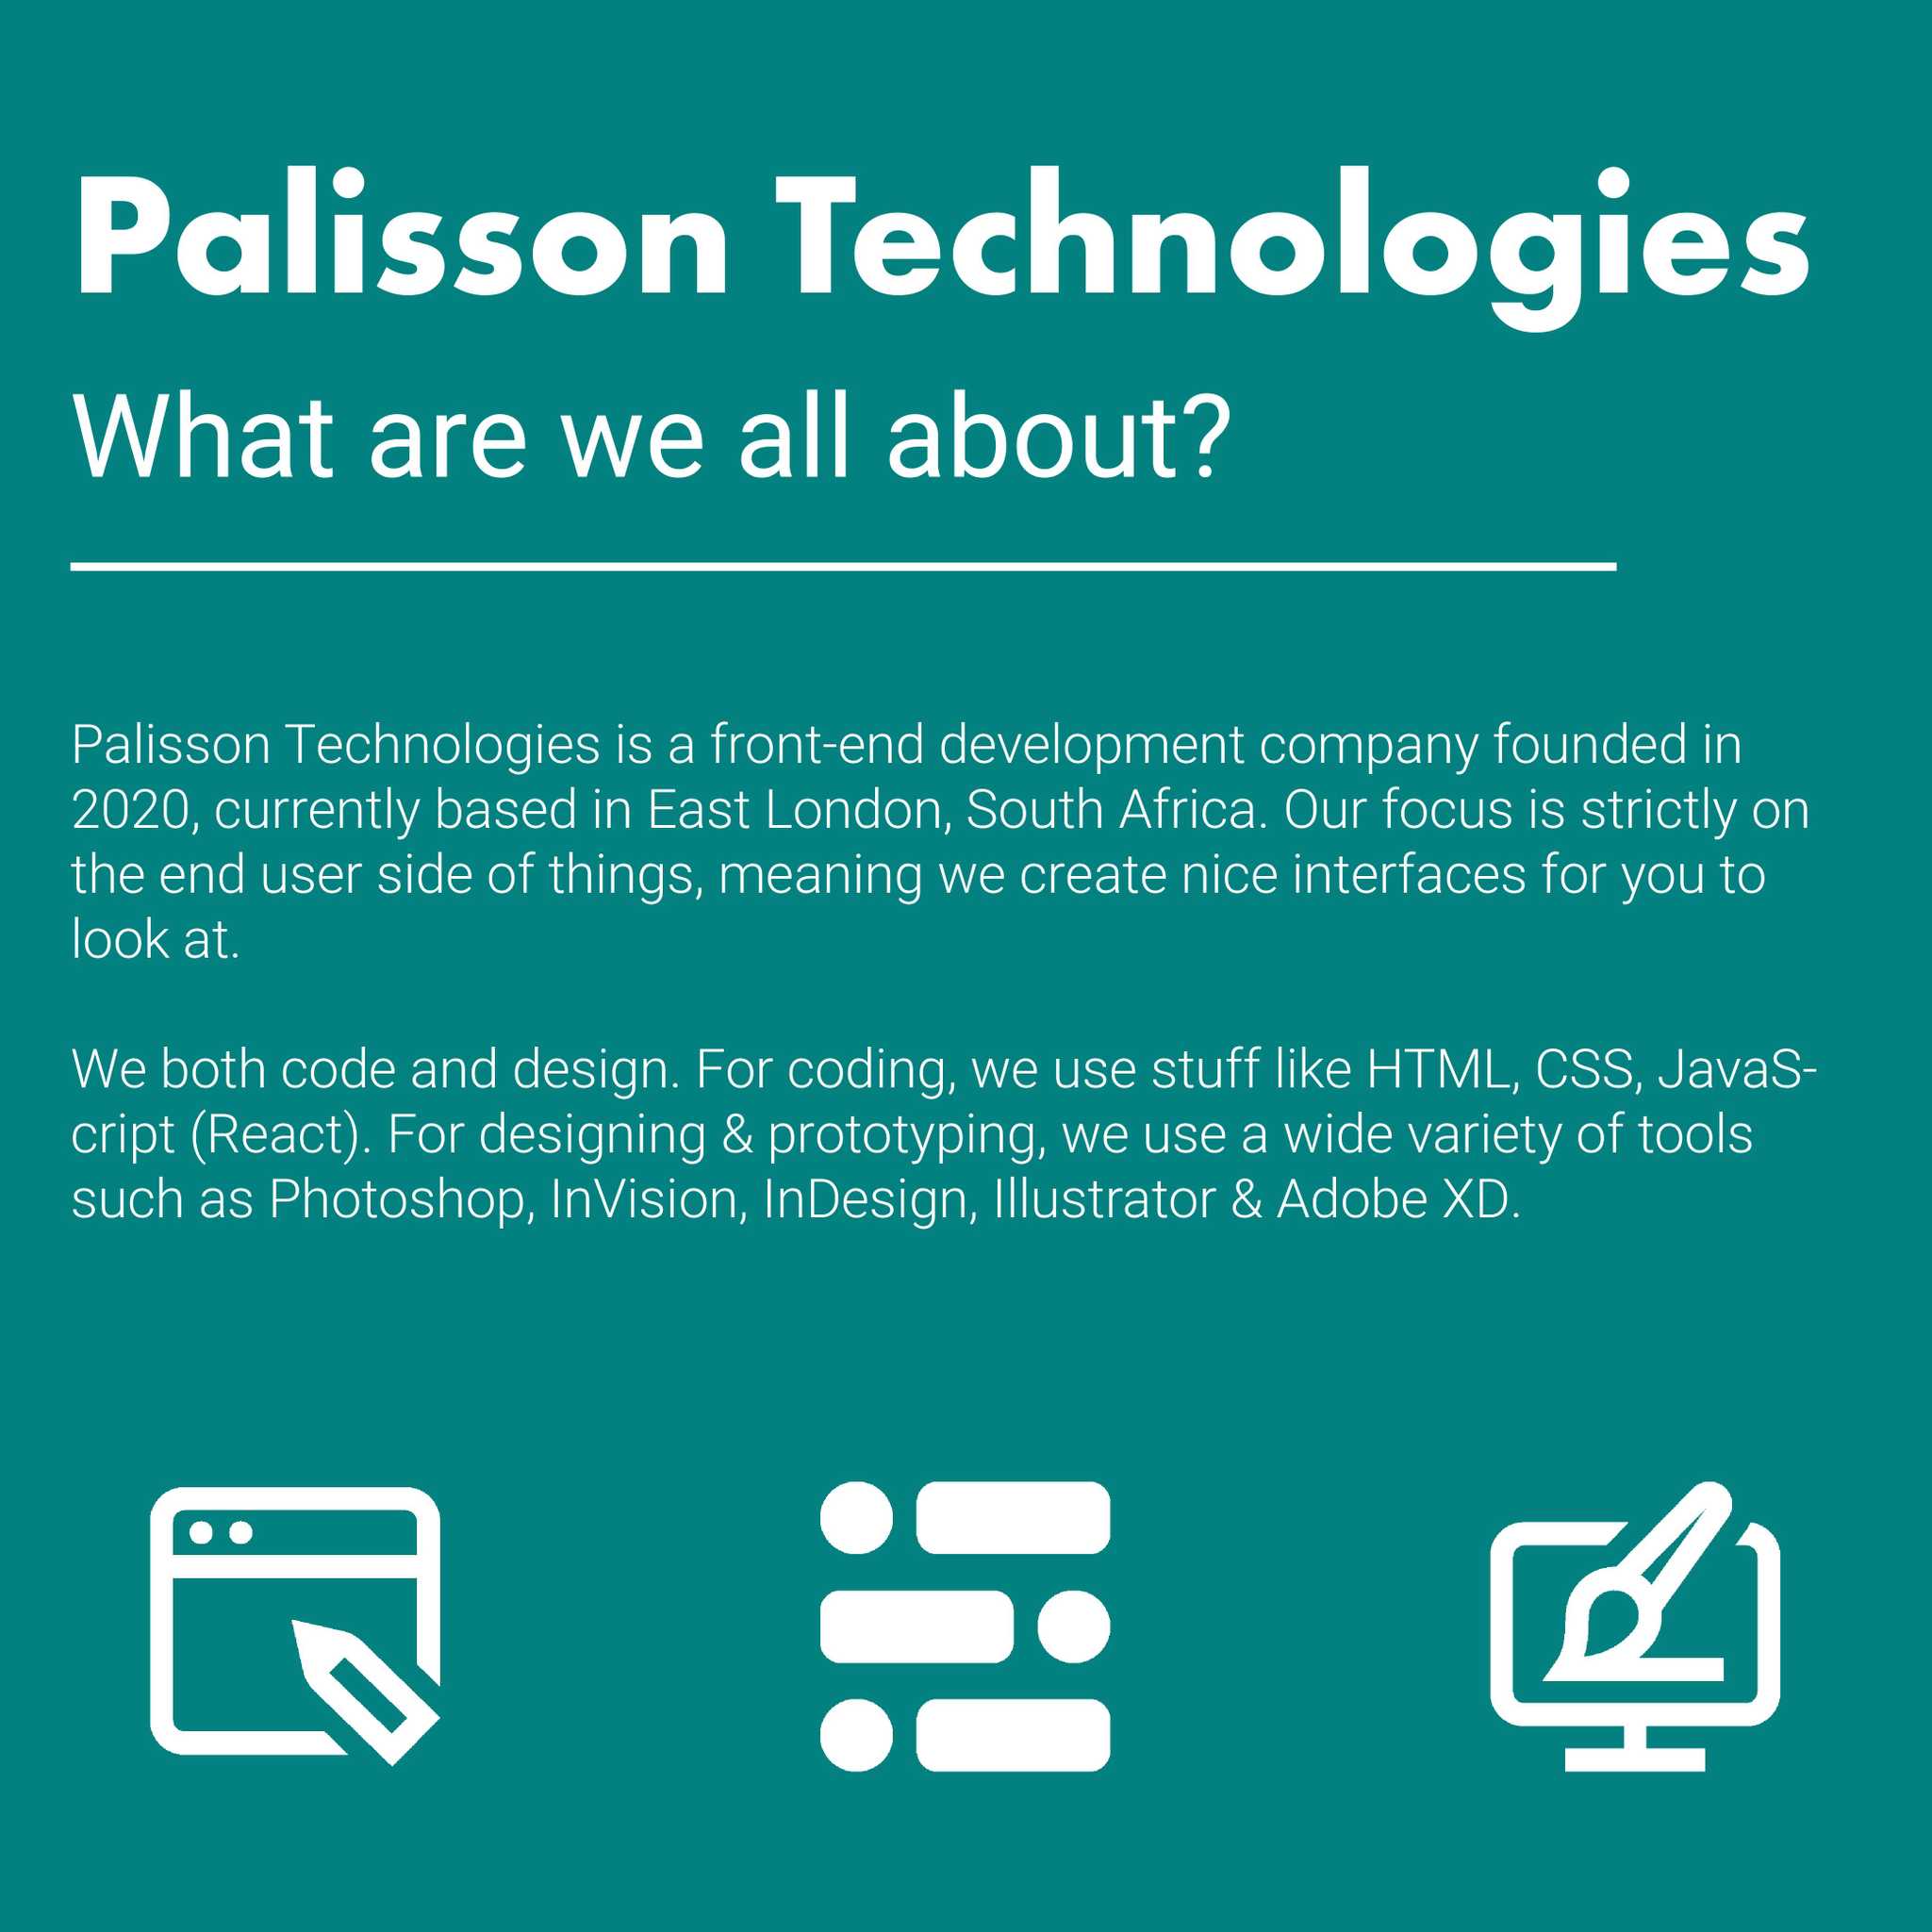 Palisson Technologies
What are we all about?
Palisson Technologies is a front-end development company founded in
2020, currently based in East London, South Africa. Our focus is strictly on
the end user side of things, meaning we create nice interfaces for you to
look at.
We both code and design. For coding, we use stuff like HTML, CSS, JavaS-
cript (React). For designing & prototyping, we use a wide variety of tools
such as Photoshop, InVision, InDesign, Illustrator & Adobe XD.